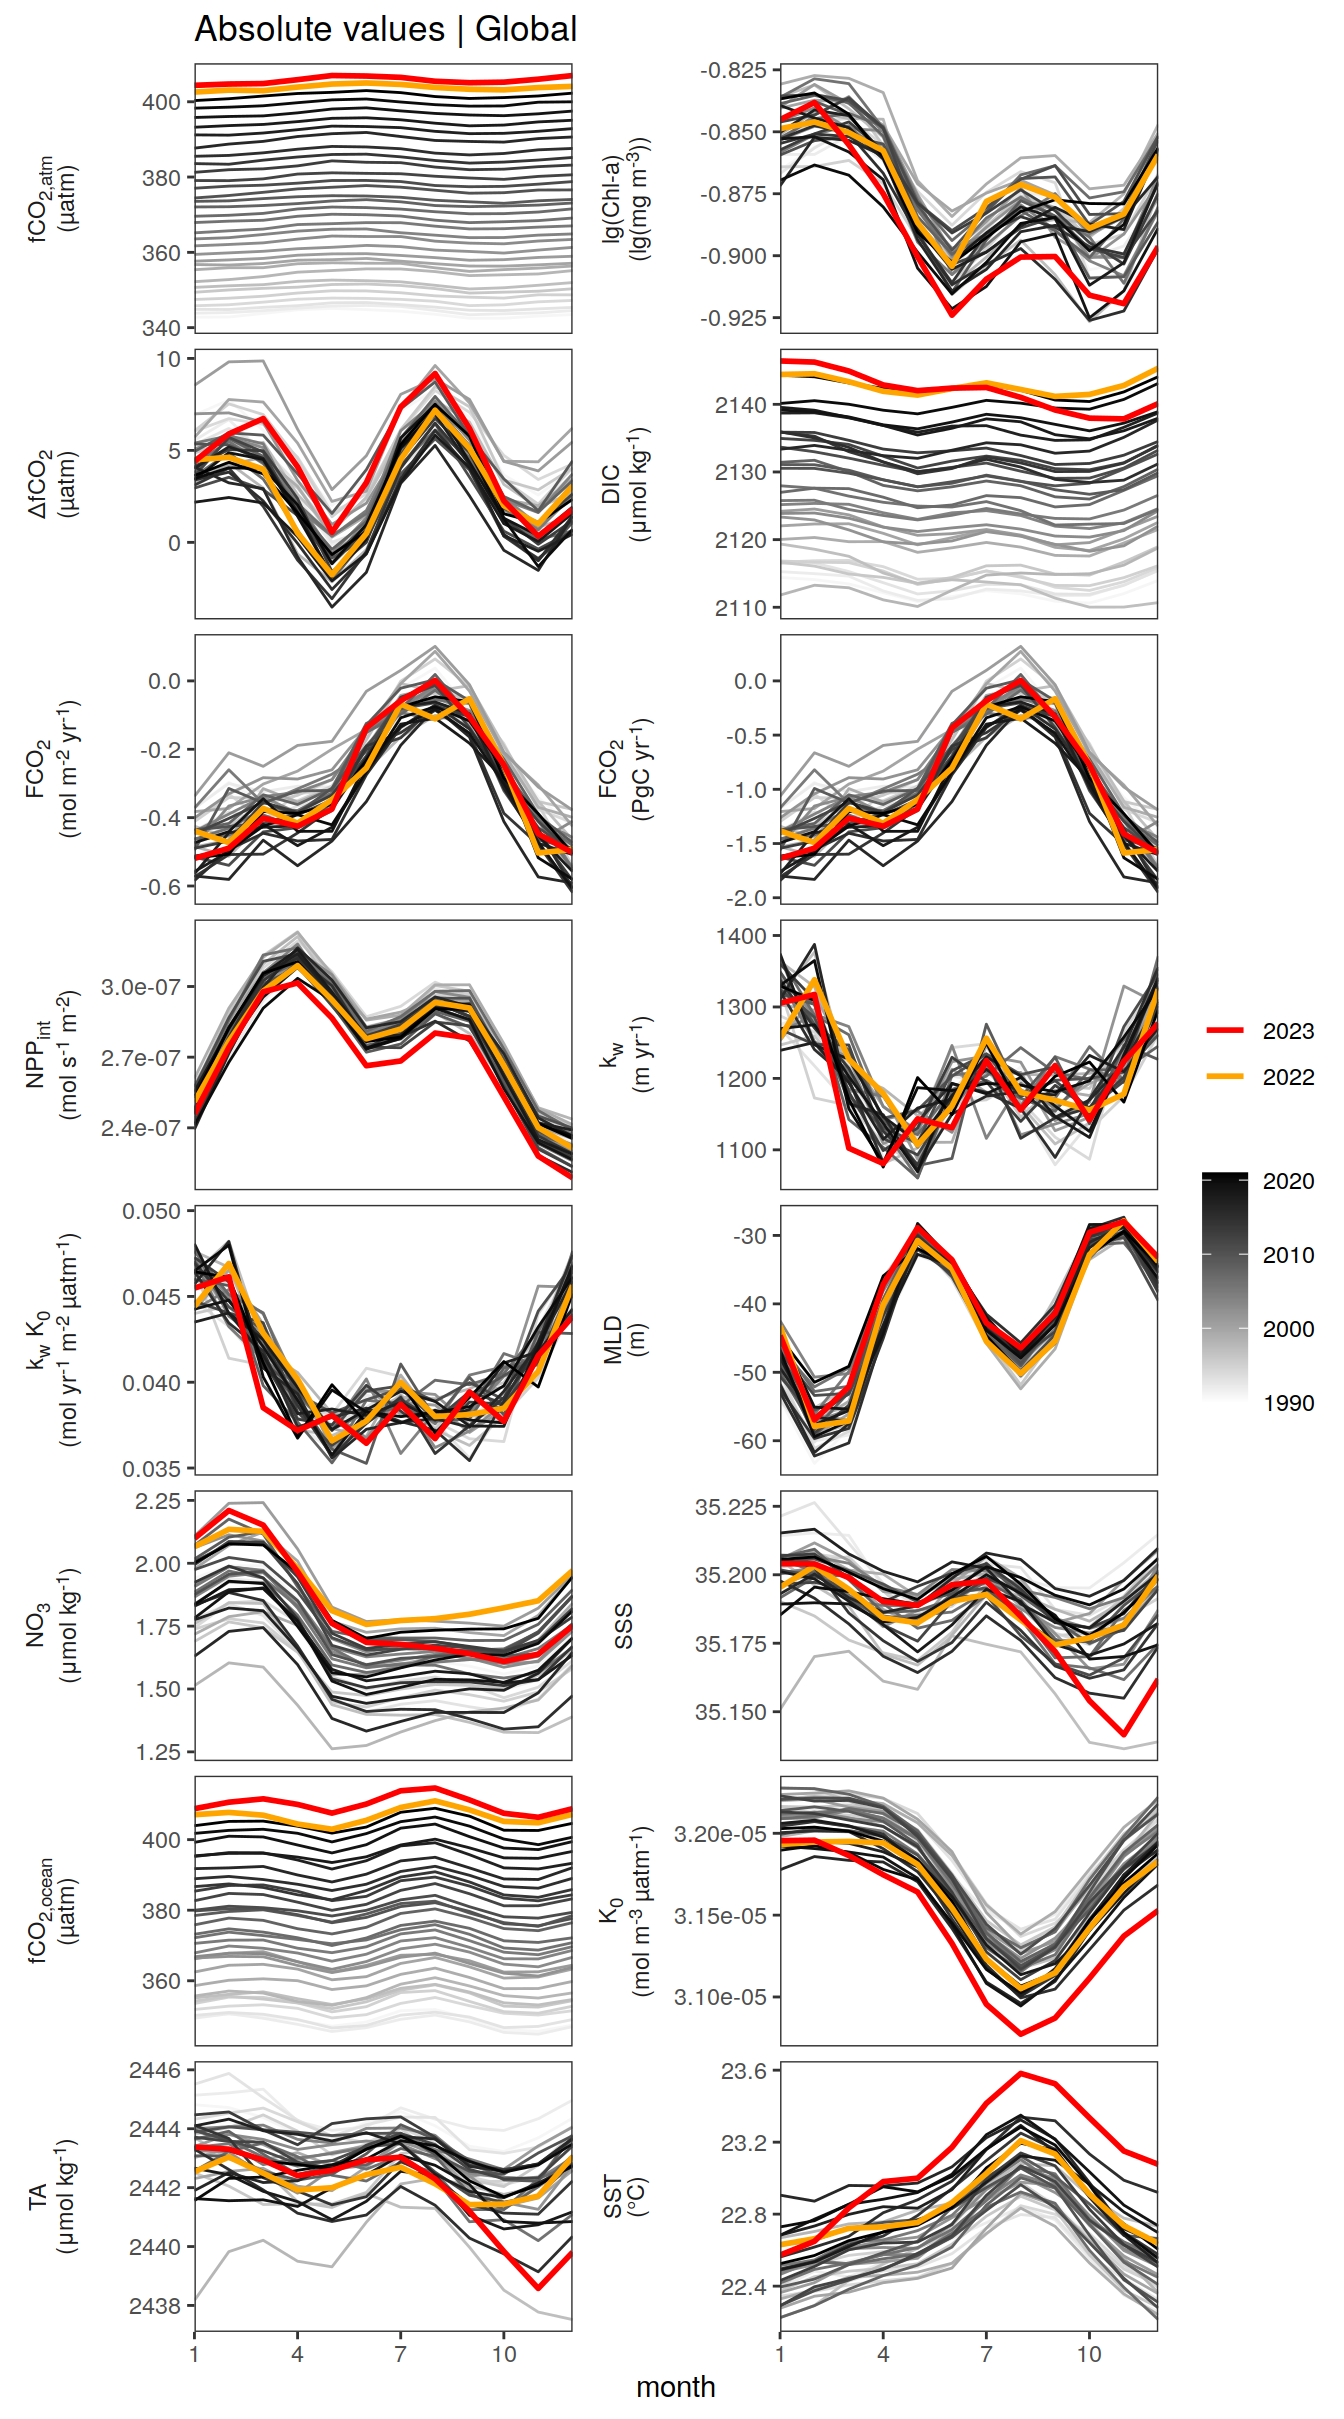 Absolute values | Global
fCO2,atm
(µatm)
400
380
360
340
lg(Chl-a)
(lg(mg m-3))
-0.825
-0.850
-0.875
-0.900
-0.925
ΔfCO2
(µatm)
10
5
0
DIC
(µmol kg-1)
2140
2130
2120
2110
FCO2
(mol m-2 yr-1)
0.0
-0.2
-0.4
-0.6
FCO2
(PgC yr-1)
0.0
-0.5
-1.0
-1.5
-2.0
NPPint
(mol s-1 m-2)
3.0e-07
2.7e-07
2.4e-07
kw
(m yr-1)
1400
1300
1200
1100
kw K0
(mol yr-1 m-2 µatm-1)
0.050
0.045
0.040
0.035
MLD
(m)
-30
-40
-50
-60
NO3
(µmol kg-1)
2.25
2.00
1.75
1.50
1.25
SSS
35.225
35.200
35.175
35.150
fCO2,ocean
(µatm)
400
380
360
K0
(mol m-3 µatm-1)
3.20e-05
3.15e-05
3.10e-05
TA
(µmol kg-1)
2446
2444
2442
2440
2438
SST
(°C)
23.6
23.2
22.8
22.4
1 4 7 10
1 4 7 10
month
2023
2022
2020
2010
2000
1990